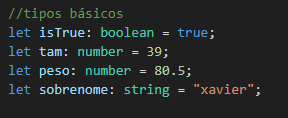 //tipos básicos
let isTrue: boolean = true;
let tam: number = 39;
let peso: number = 80.5;
let sobrenome: string = "xavier";